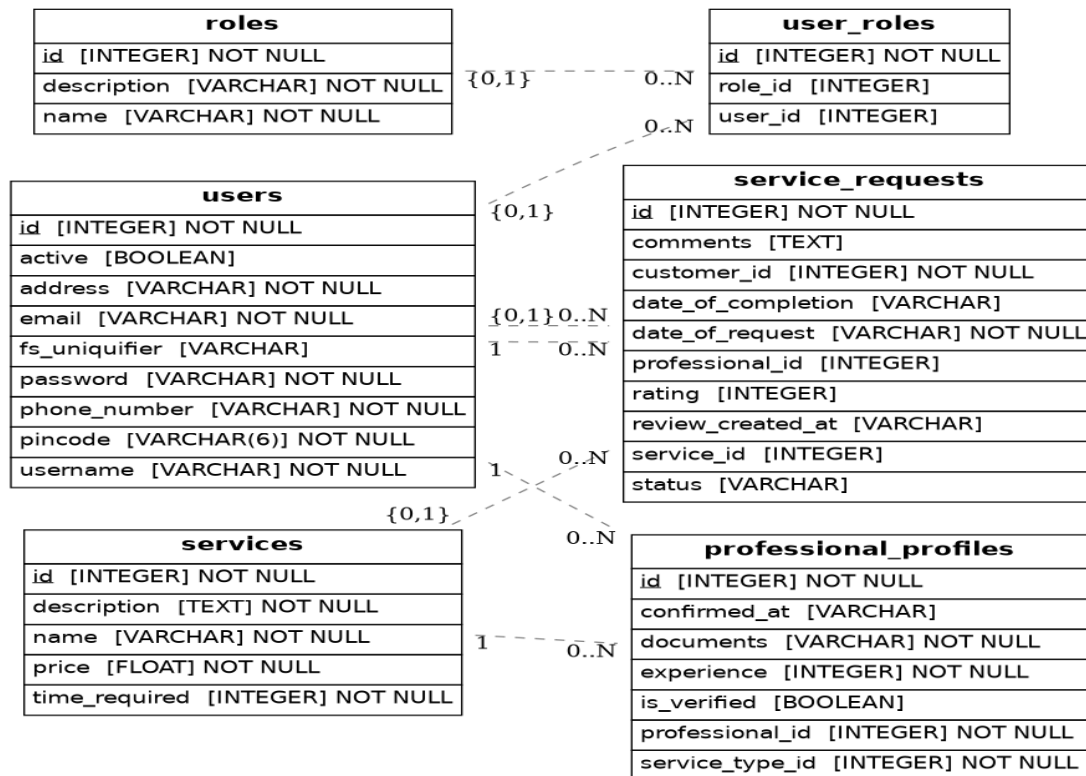 roles
id [INTEGER] NOT NULL
description [VARCHAR] NOT NULL
name [VARCHAR] NOT NULL
{0,1}
0..N
user_roles
id [INTEGER] NOT NULL
role_id [INTEGER]
user_id [INTEGER]
0..N
{0,1}
users
id [INTEGER] NOT NULL
active [BOOLEAN]
address [VARCHAR] NOT NULL
email [VARCHAR] NOT NULL
fs_uniquifier [VARCHAR]
password [VARCHAR] NOT NULL
phone_number [VARCHAR] NOT NULL
pincode [VARCHAR(6)] NOT NULL
username [VARCHAR] NOT NULL
{0,1} 0..N
1 0..N
0..N
1
{0,1}
0..N
service_requests
id [INTEGER] NOT NULL
comments [TEXT]
customer_id [INTEGER] NOT NULL
date_of_completion [VARCHAR]
date_of_request [VARCHAR] NOT NULL
professional_id [INTEGER]
rating [INTEGER]
review_created_at [VARCHAR]
service_id [INTEGER]
status [VARCHAR]
services
id [INTEGER] NOT NULL
description [TEXT] NOT NULL
name [VARCHAR] NOT NULL
price [FLOAT] NOT NULL
time_required [INTEGER] NOT NULL
1 0..N
professional_profiles
id [INTEGER] NOT NULL
confirmed_at [VARCHAR]
documents [VARCHAR] NOT NULL
experience [INTEGER] NOT NULL
is_verified [BOOLEAN]
professional_id [INTEGER] NOT NULL
service_type_id [INTEGER] NOT NULL